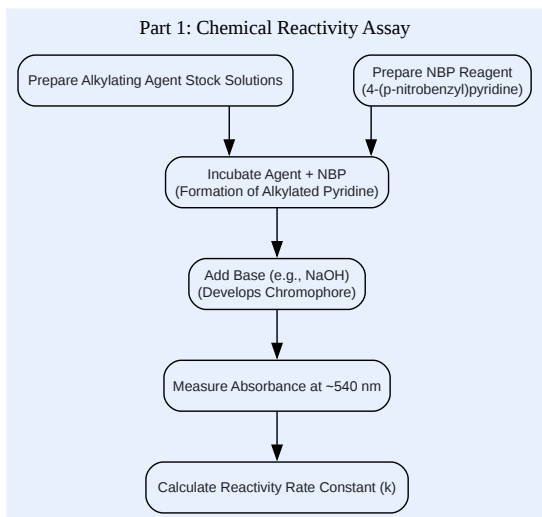 Part 1: Chemical Reactivity Assay
Prepare Alkylating Agent Stock Solutions
Prepare NBP Reagent
(4-(p-nitrobenzyl)pyridine)
Incubate Agent + NBP
(Formation of Alkylated Pyridine)
Add Base (e.g., NaOH)
(Develops Chromophore)
Measure Absorbance at ~540 nm
Calculate Reactivity Rate Constant (k)